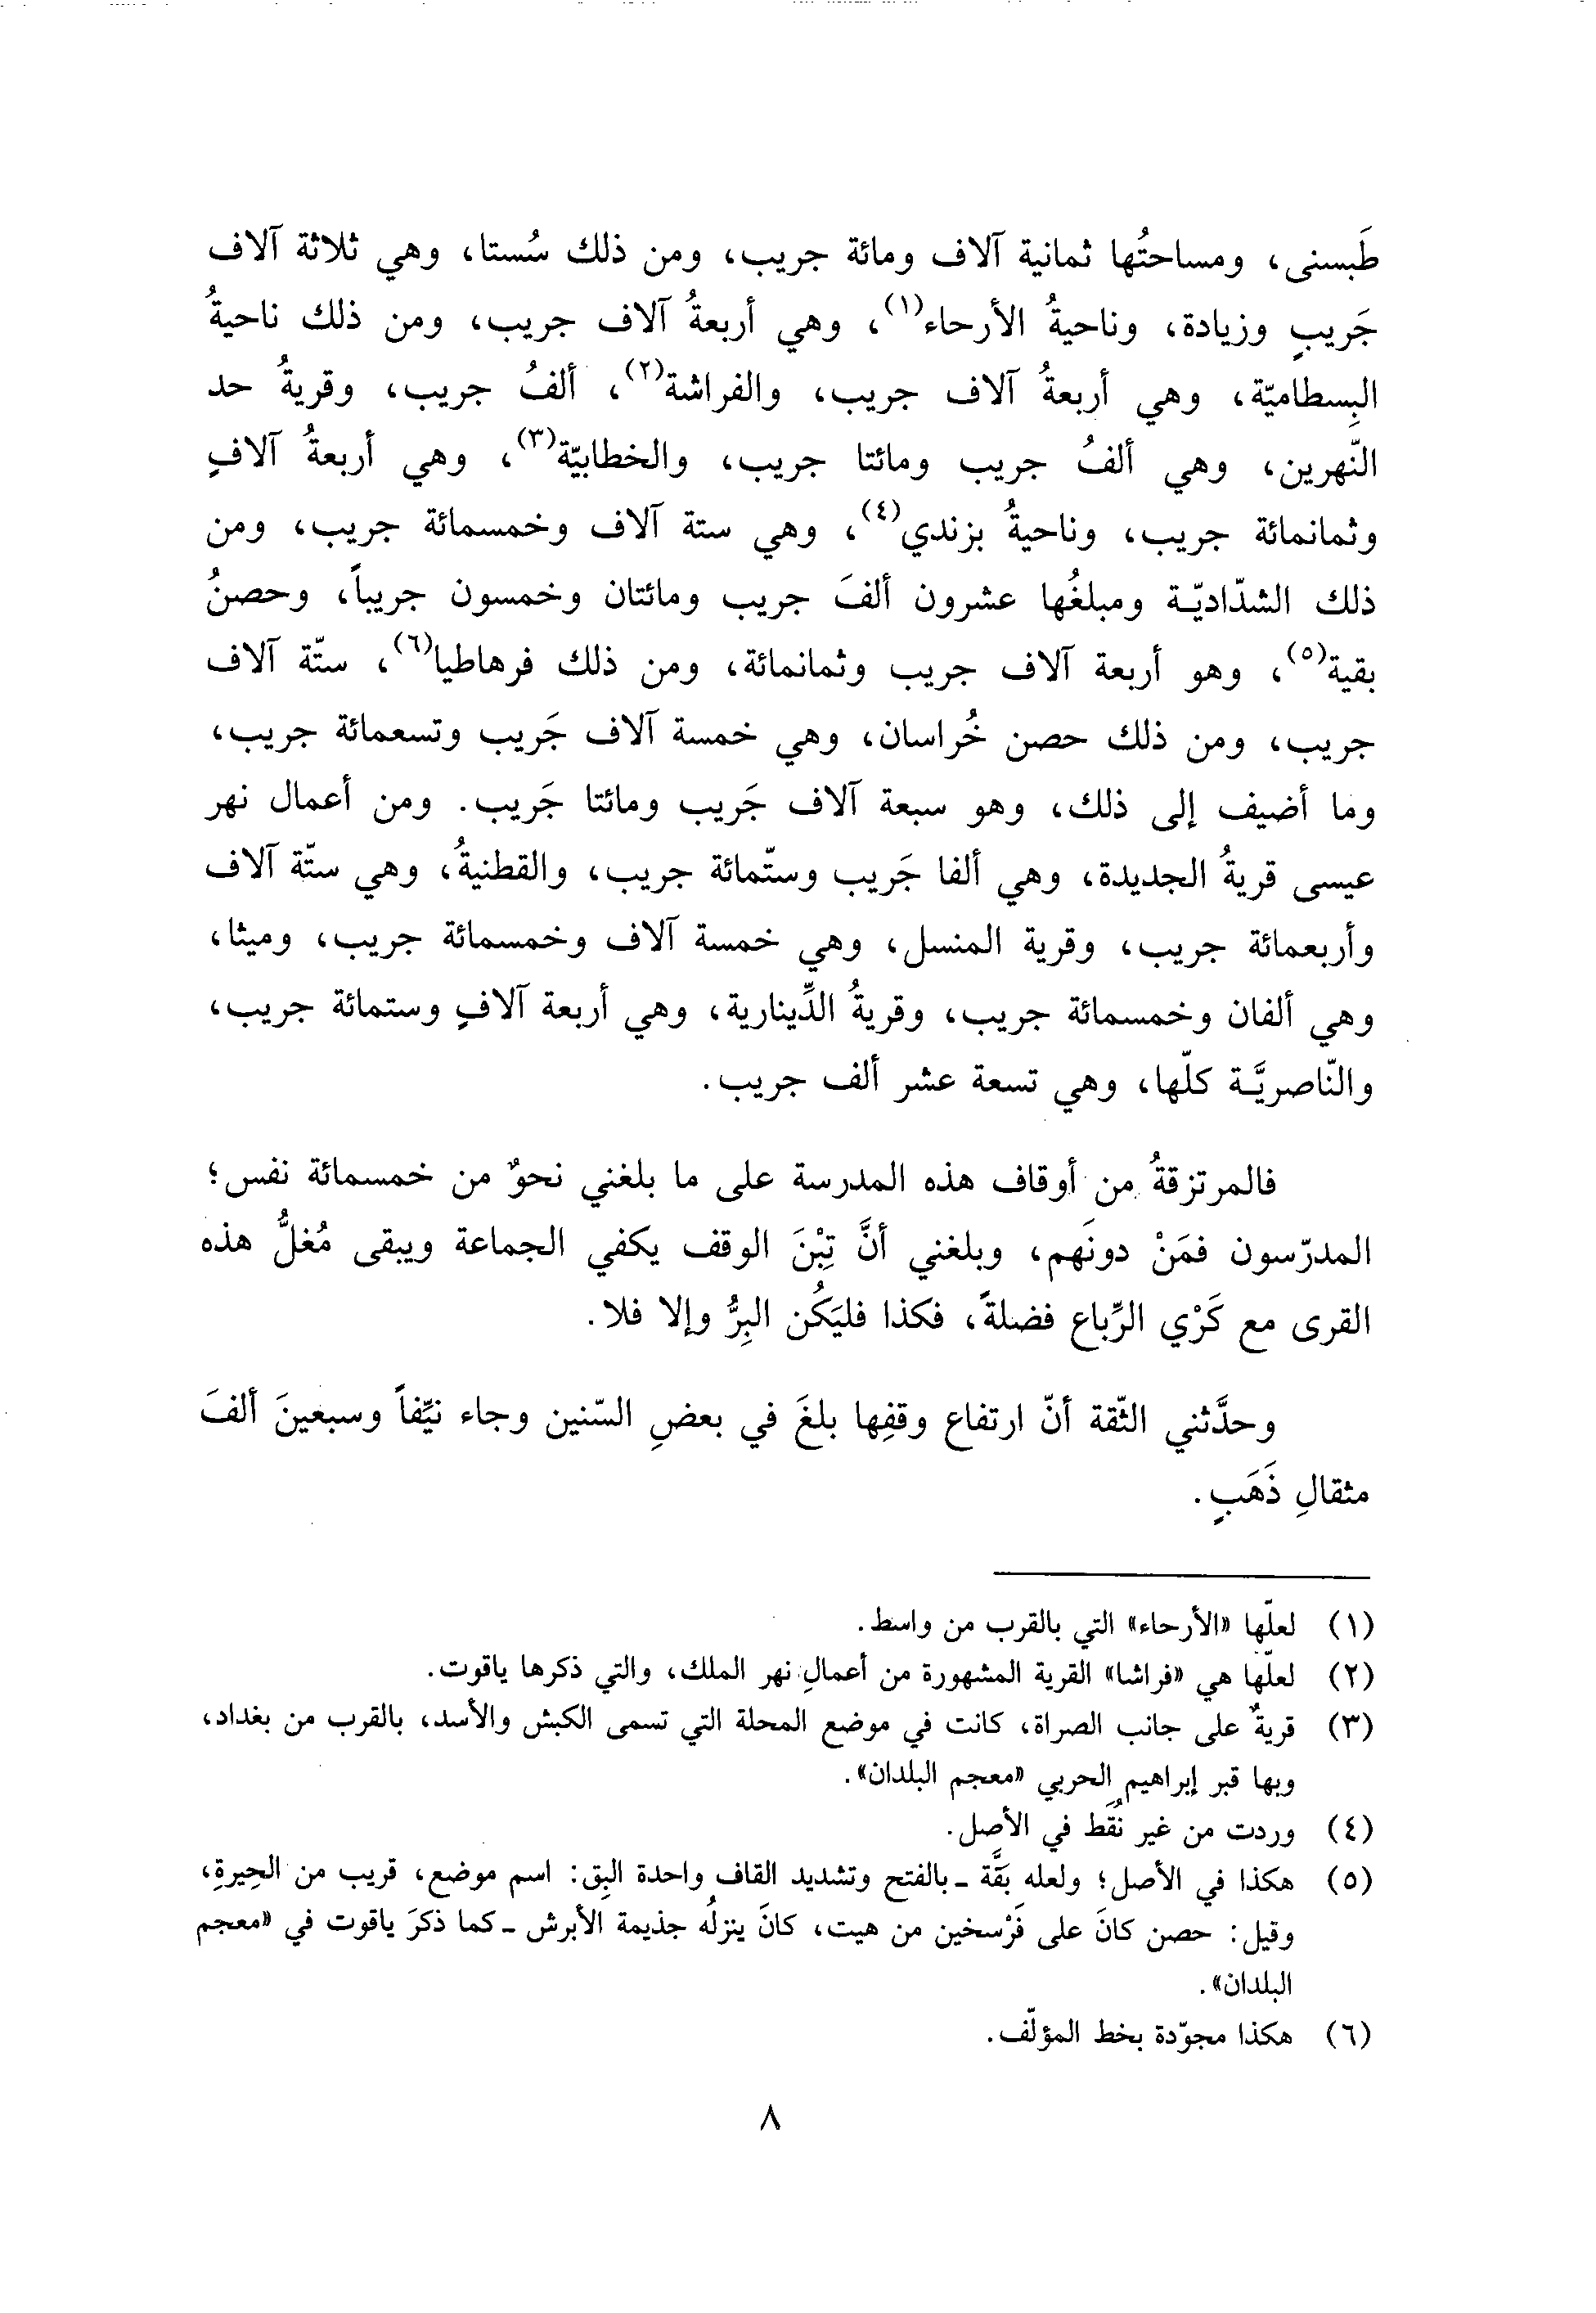 طَبسنى، ومساحتُها ثمانية آلاف ومائة جريب، ومن ذلك سُستا، وهي ثلاثة آلاف
جَريبٍ وزيادة، وناحيةُ الأرحاء(١)، وهي أربعةُ آلاف جريب، ومن ذلك ناحيةُ
البِسطاميّة، وهي أربعةُ آلاف جريب، والفراشة(٢)، ألفُ جريب، وقريةُ حد
النّهرين، وهي ألفُ جريب ومائتا جريب، والخطابيّة(٣)، وهي أربعةُ آلافٍ
وثمانمائة جريب، وناحيةُ بزندي(٤)، وهي ستة آلاف وخمسمائة جريب، ومن
ذلك الشدّاديّة ومبلغُها عشرون ألفَ جريب ومائتان وخمسون جريباً، وحصنُ
بقية(٥)، وهو أربعة آلاف جريب وثمانمائة، ومن ذلك فرهاطيا(٦)، ستّة آلاف
جريب، ومن ذلك حصن خُراسان، وهي خمسة آلاف جَريب وتسعمائة جريب،
وما أضيف إلى ذلك، وهو سبعة آلاف جَريب ومائتا جَريب. ومن أعمال نهر
عيسى قريةُ الجديدة، وهي ألفا جَريب وستّمائة جريب، والقطنيةُ، وهي ستّة آلاف
وأربعمائة جريب، وقرية المنسل، وهي خمسة آلاف وخمسمائة جريب، وميثا،
وهي ألفان وخمسمائة جريب، وقريةُ الدِّينارية، وهي أربعة آلافٍ وستمائة جريب،
والنّاصريَّة كلّها، وهي تسعة عشر ألف جريب.
فالمرتزقةُ من أوقاف هذه المدرسة على ما بلغني نحوٌ من خمسمائة نفس؛
المدرّسون فمَنْ دونَهم، وبلغني أنَّ تِبْنَ الوقف يكفي الجماعة ويبقى مُغلُّ هذه
القرى مع كَرْي الرِّباع فضلةً، فكذا فليَكُن البِرُّ وإلا فلا.
وحدَّثني الثّقة أنّ ارتفاع وقفِها بلغَ في بعضِ السّنين وجاء نيِّفاً وسبعينَ ألفَ
مثقالِ ذَهَبٍ.
(١) لعلّها «الأرحاء» التي بالقرب من واسط.
(٢) لعلّها هي «فراشا» القرية المشهورة من أعمال نهر الملك، والتي ذكرها ياقوت.
(٣) قريةٌ على جانب الصراة، كانت في موضع المحلة التي تسمى الكبش والأسد، بالقرب من بغداد،
وبها قبر إبراهيم الحربي «معجم البلدان».
(٤) وردت من غير نُقَط في الأصل.
(٥) هكذا في الأصل؛ ولعله بَقَّة ـ بالفتح وتشديد القاف واحدة البِق: اسم موضع، قريب من الحِيرةِ،
وقيل: حصن كانَ على فَرْسخين من هيت، كانَ ينزلُه جذيمة الأبرش ـ كما ذكرَ ياقوت في «معجم
البلدان».
(٦) هكذا مجوّدة بخط المؤلّف.
٨